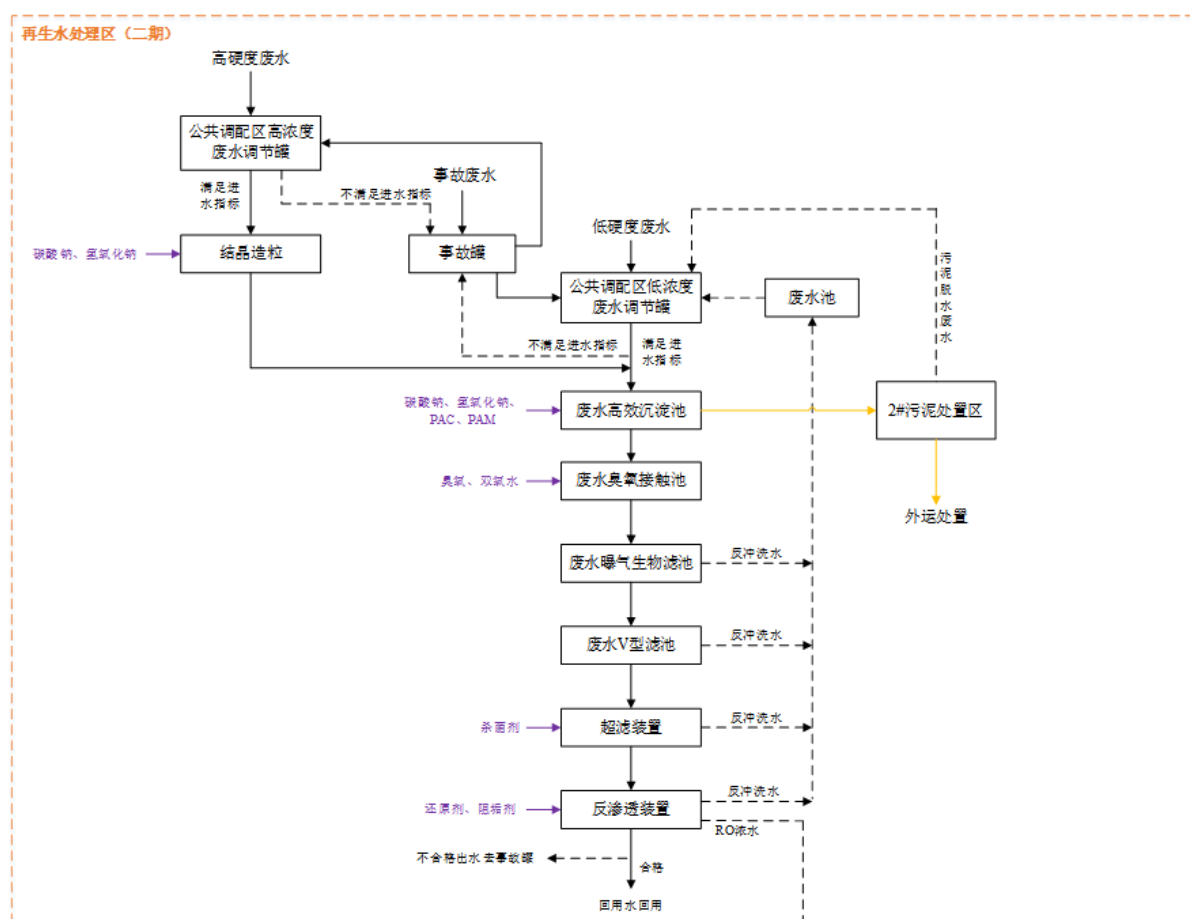 再生水处理区（二期）
高硬度废水
公共调配区高浓度
废水调节罐
满足进
水指标
不满足进水指标
事故废水
碳酸钠、氢氧化钠
结晶造粒
事故罐
低硬度废水
公共调配区低浓度
废水调节罐
废水池
污泥脱水废水
不满足进水指标
满足进
水指标
碳酸钠、氢氧化钠、
PAC、PAM
废水高效沉淀池
2#污泥处置区
臭氧、双氧水
废水臭氧接触池
外运处置
废水曝气生物滤池
反冲洗水
废水V型滤池
反冲洗水
杀菌剂
超滤装置
反冲洗水
还原剂、阻垢剂
反渗透装置
反冲洗水
RO浓水
不合格出水去事故罐
合格
回用水回用